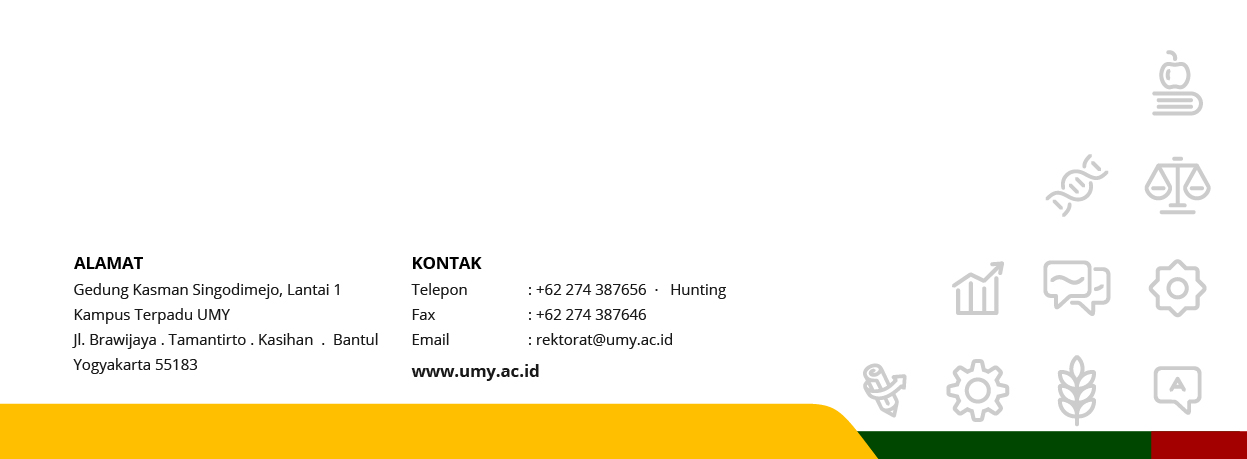 ALAMAT
Gedung Kasman Singodimejo, Lantai 1
Kampus Terpadu UMY
Jl. Brawijaya . Tamantirto . Kasihan . Bantul
Yogyakarta 55183
KONTAK
Telepon : +62 274 387656 · Hunting
Fax : +62 274 387646
Email : rektorat@umy.ac.id
www.umy.ac.id
A